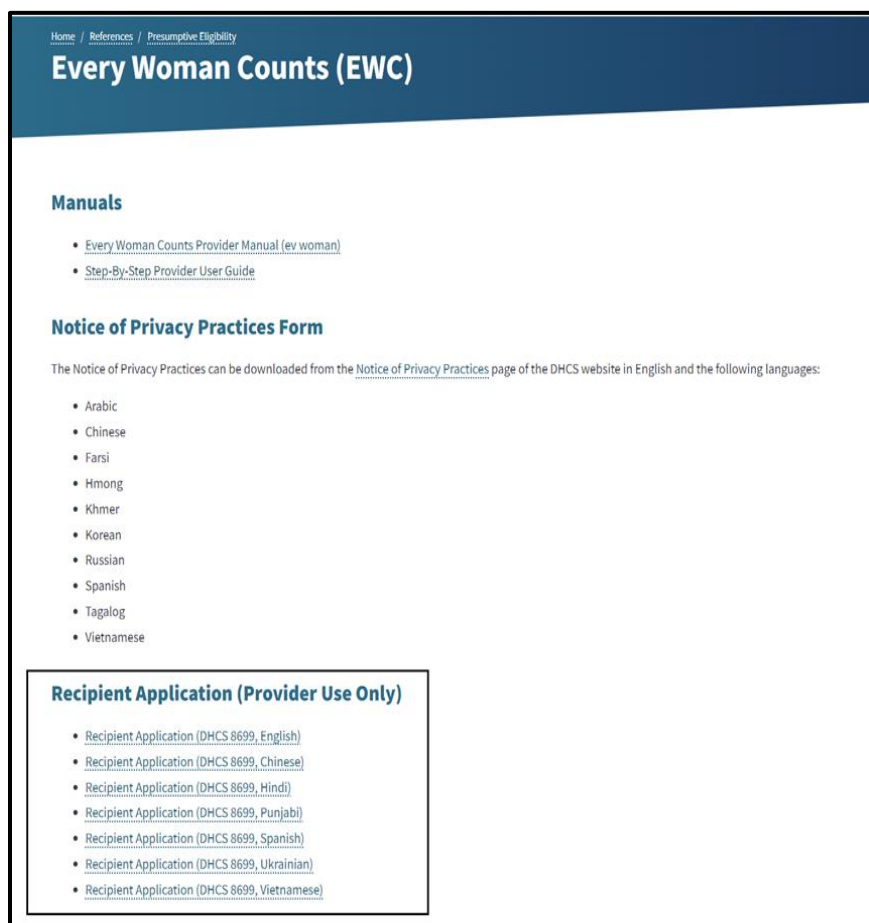 Home / References / Presumptive Eligibility
Every Woman Counts (EWC)
Manuals
• Every Woman Counts Provider Manual (ev woman)
• Step-By-Step Provider User Guide
Notice of Privacy Practices Form
The Notice of Privacy Practices can be downloaded from the Notice of Privacy Practices page of the DHCS website in English and the following languages:
• Arabic
• Chinese
• Farsi
• Hmong
• Khmer
• Korean
• Russian
• Spanish
• Tagalog
• Vietnamese
Recipient Application (Provider Use Only)
• Recipient Application (DHCS 8699, English)
• Recipient Application (DHCS 8699, Chinese)
• Recipient Application (DHCS 8699, Hindi)
• Recipient Application (DHCS 8699, Punjabi)
• Recipient Application (DHCS 8699, Spanish)
• Recipient Application (DHCS 8699, Ukrainian)
• Recipient Application (DHCS 8699, Vietnamese)